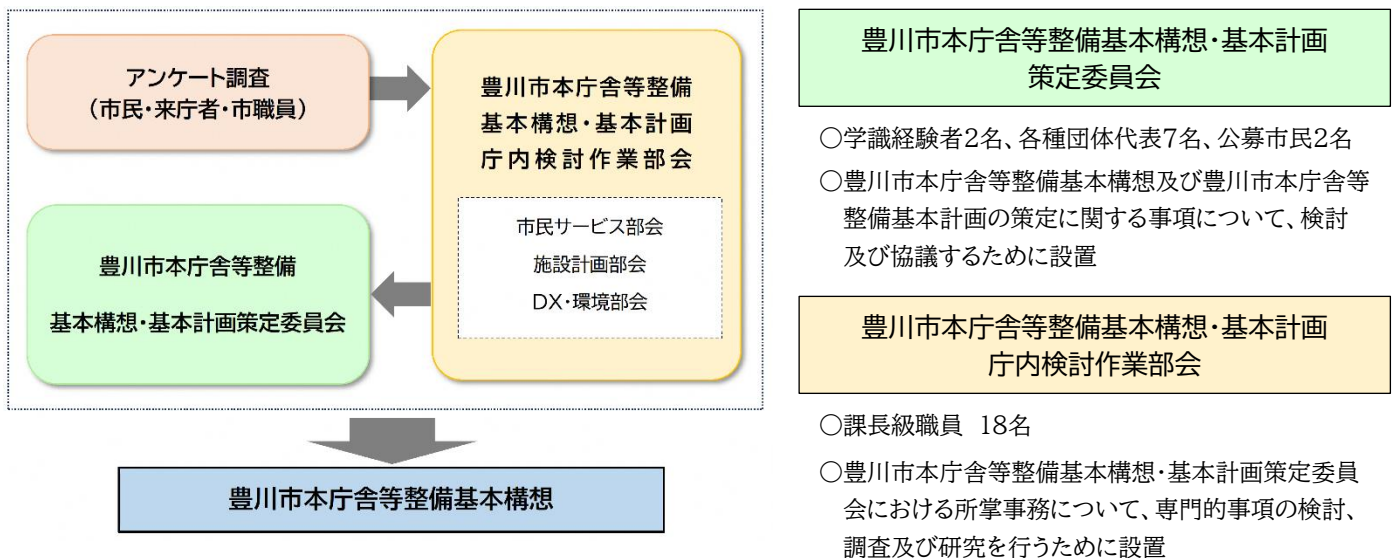 アンケート調査
(市民・来庁者・市職員)
豊川市本庁舎等整備
基本構想・基本計画
庁内検討作業部会
市民サービス部会
施設計画部会
DX・環境部会
豊川市本庁舎等整備
基本構想・基本計画策定委員会
豊川市本庁舎等整備基本構想
豊川市本庁舎等整備基本構想・基本計画
策定委員会
○学識経験者2名、各種団体代表7名、公募市民2名
○豊川市本庁舎等整備基本構想及び豊川市本庁舎等
整備基本計画の策定に関する事項について、検討
及び協議するために設置
豊川市本庁舎等整備基本構想・基本計画
庁内検討作業部会
○課長級職員 18名
○豊川市本庁舎等整備基本構想・基本計画策定委員
会における所掌事務について、専門的事項の検討、
調査及び研究を行うために設置